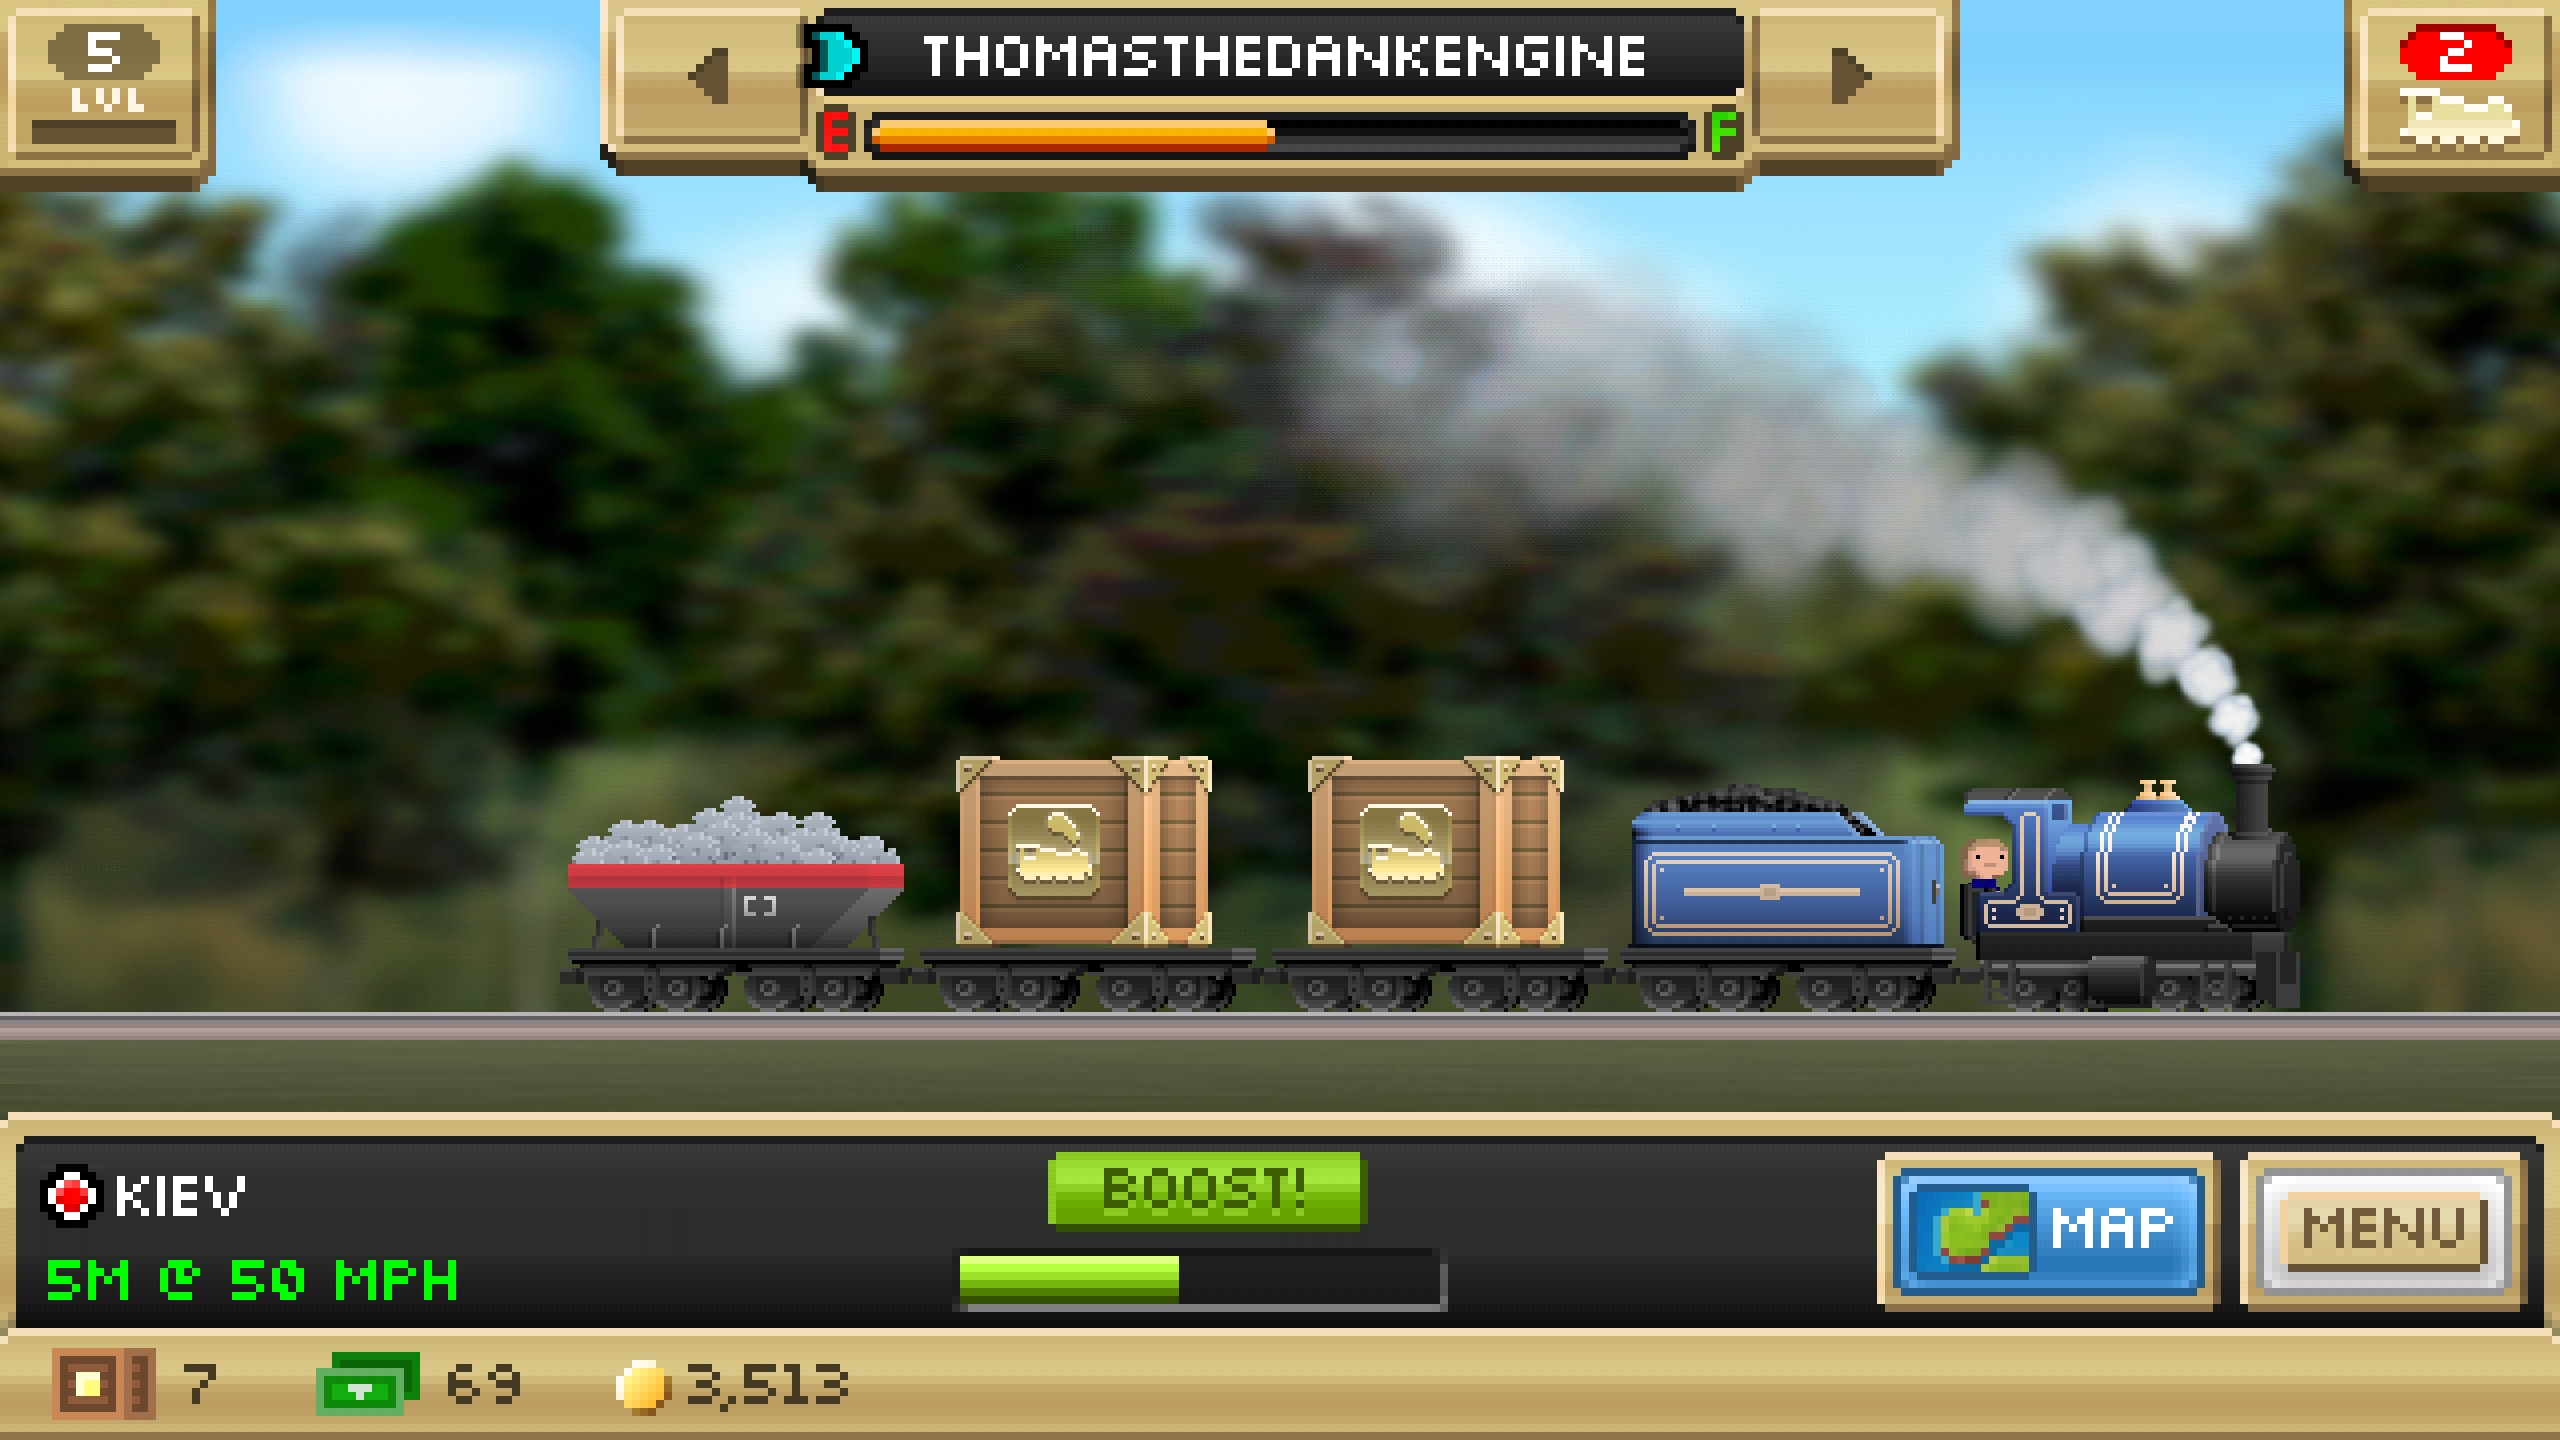 5
LVL
THOMASTHEDANKENGINE
E
F
2
KIEV
5M @ 50 MPH
BOOST!
MAP
MENU
7
69
3,513